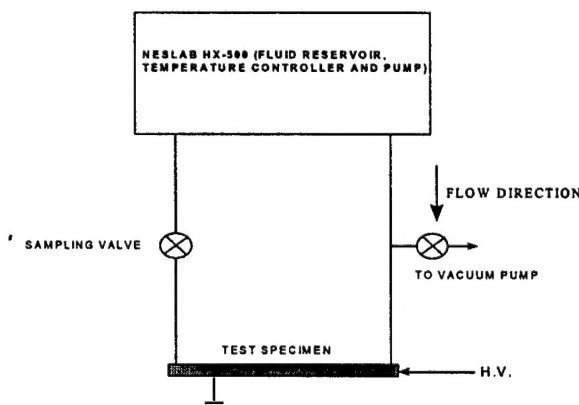 NESLAB HX-500 (FLUID RESERVOIR,
TEMPERATURE CONTROLLER AND PUMP)
FLOW DIRECTION
SAMPLING VALVE
TO VACUUM PUMP
TEST SPECIMEN
H.V.